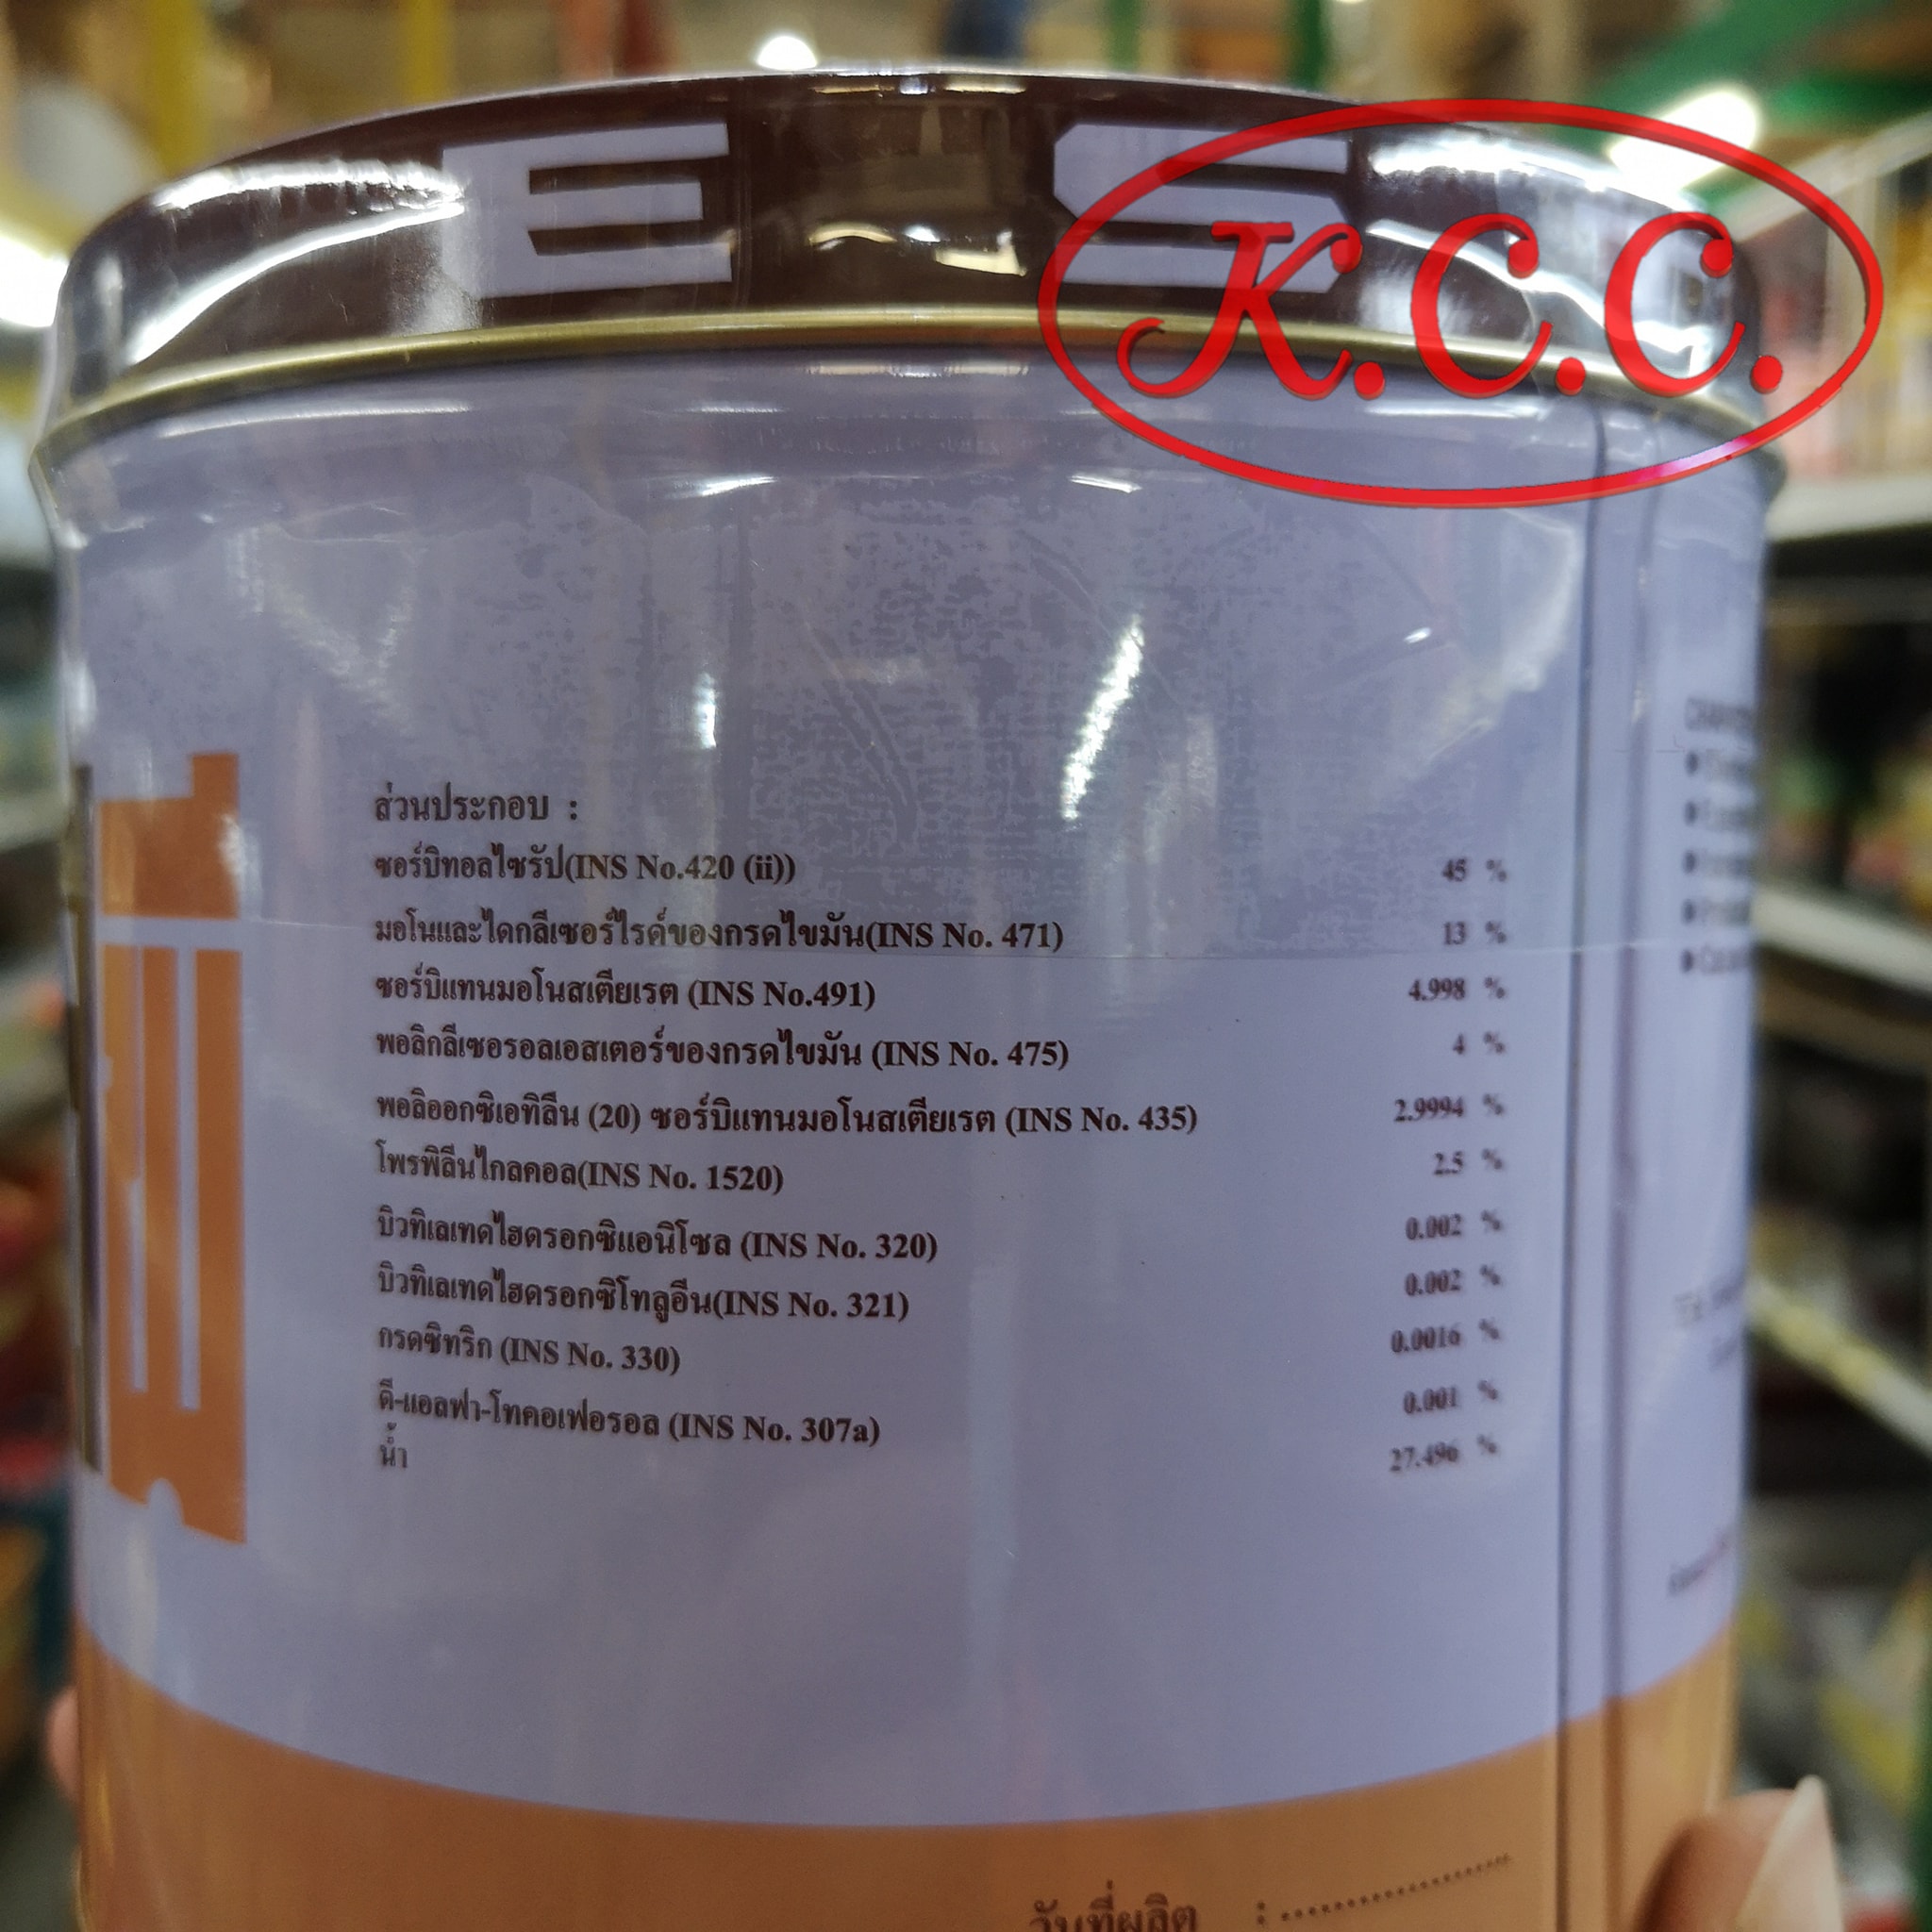 E S
K.C.C.
ส่วนประกอบ :
ซอร์บิทอลไซรัป(INS No.420 (ii)) 45 %
มอโนและไดกลีเซอร์ไรด์ของกรดไขมัน(INS No. 471) 13 %
ซอร์บิแทนมอโนสเตียเรต (INS No.491) 4.998 %
พอลิกลีเซอรอลเอสเตอร์ของกรดไขมัน (INS No. 475) 4 %
พอลิออกซิเอทิลีน (20) ซอร์บิแทนมอโนสเตียเรต (INS No. 435) 2.9994 %
โพรพิลีนไกลคอล(INS No. 1520) 2.5 %
บิวทิเลเทดไฮดรอกซิแอนิโซล (INS No. 320) 0.002 %
บิวทิเลเทดไฮดรอกซิโทลูอีน(INS No. 321) 0.002 %
กรดซิทริก (INS No. 330) 0.0016 %
ดี-แอลฟา-โทคอเฟอรอล (INS No. 307a) 0.001 %
น้ำ 27.496 %
วันที่ผลิต :